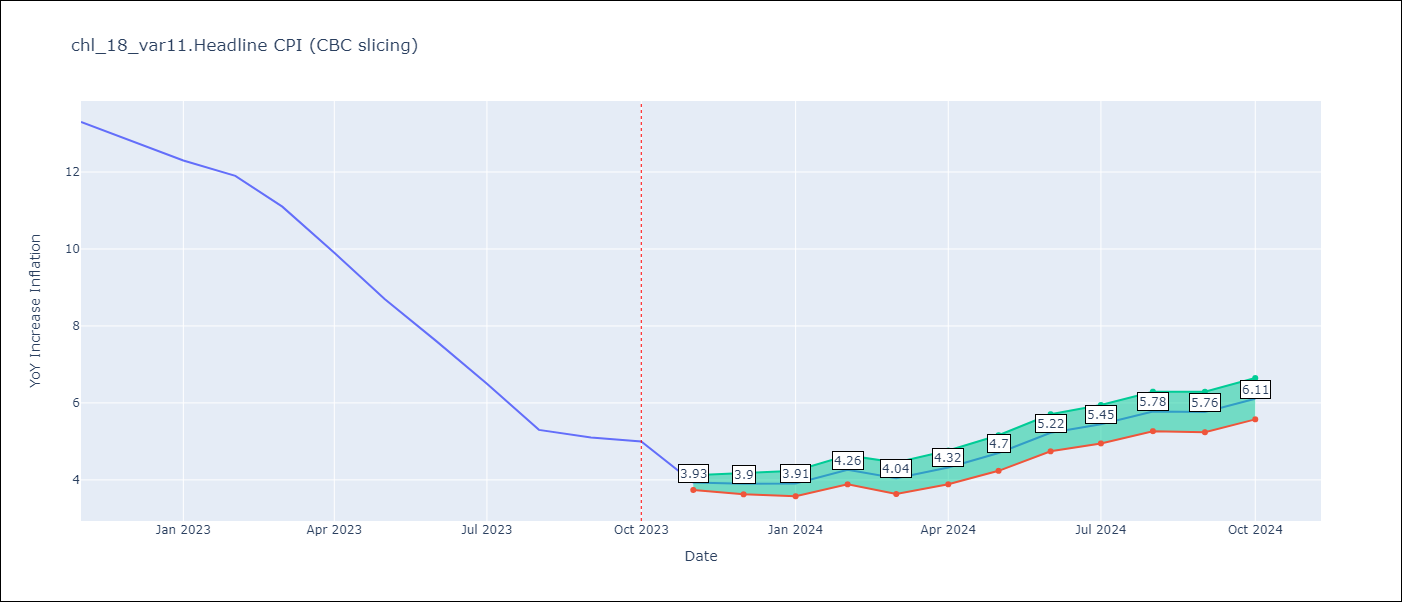 chl_18_var11.Headline CPI (CBC slicing)
YoY Increase Inflation
12
10
8
6
4
3.93
3.9
3.91
4.26
4.04
4.32
4.7
5.22
5.45
5.78
5.76
6.11
Jan 2023
Apr 2023
Jul 2023
Oct 2023
Jan 2024
Apr 2024
Jul 2024
Oct 2024
Date